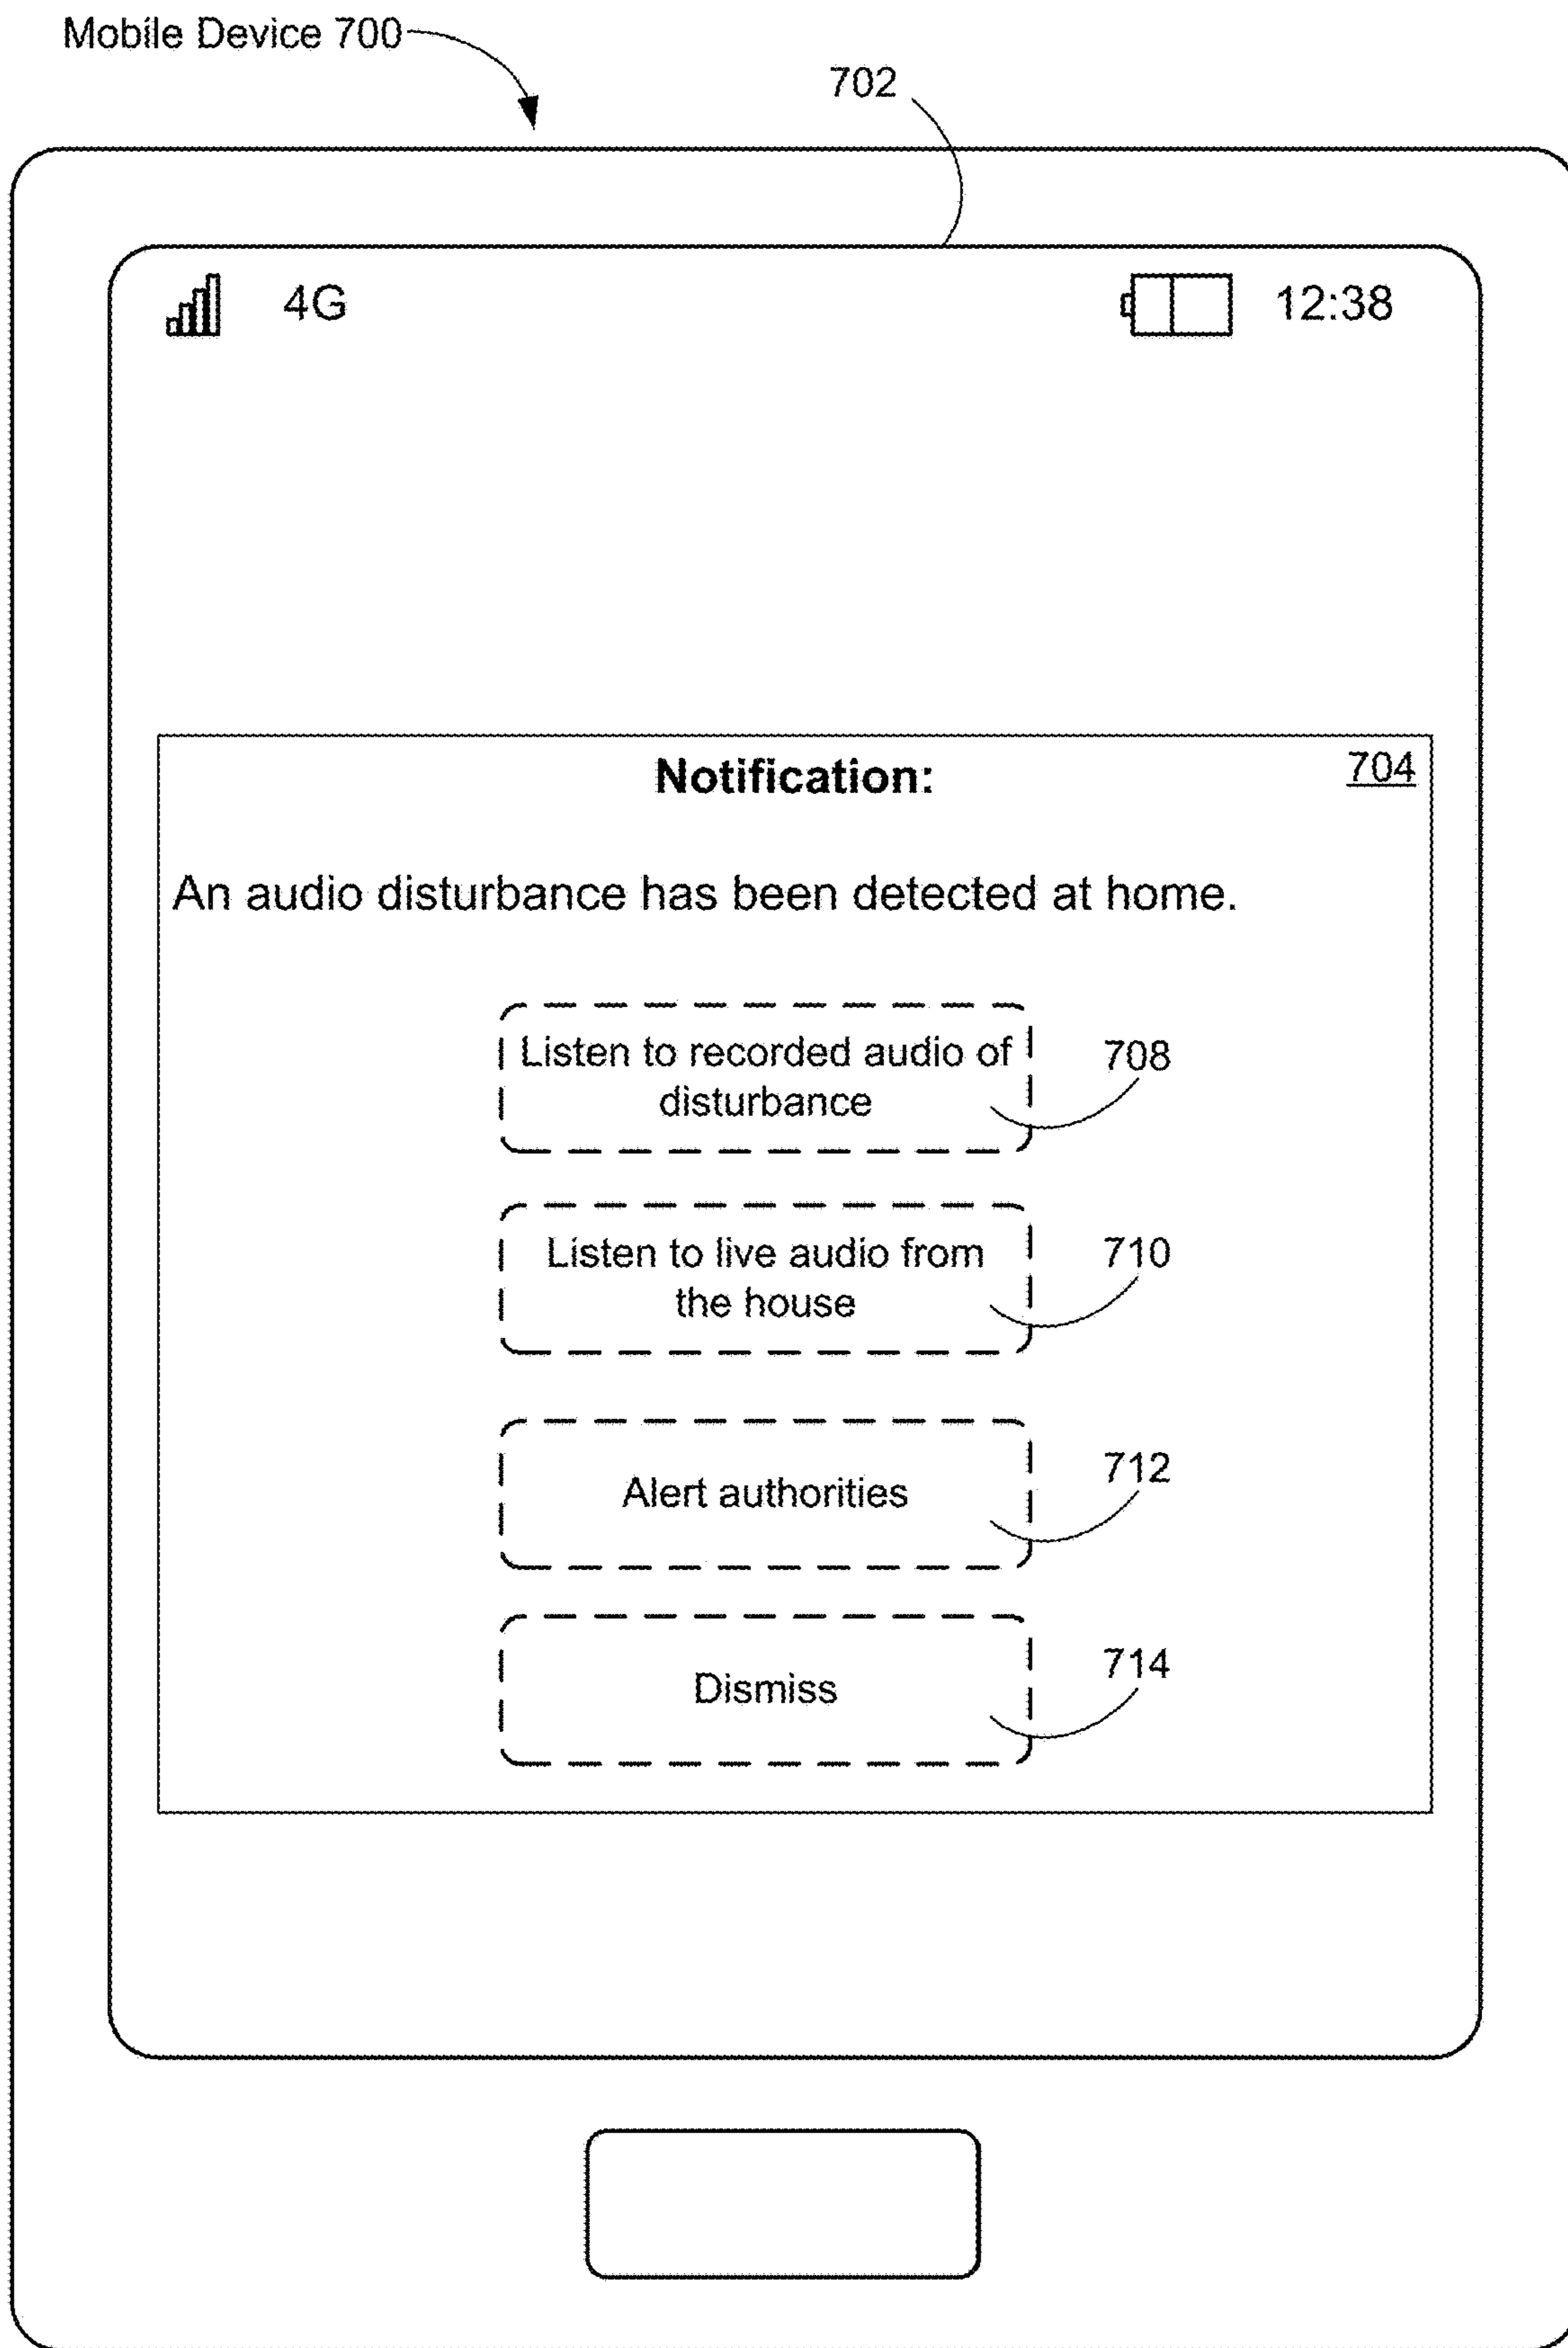 Mobile Device 700
702
4G 12:38
Notification: 704
An audio disturbance has been detected at home.
Listen to recorded audio of
disturbance
708
Listen to live audio from
the house
710
Alert authorities
712
Dismiss
714